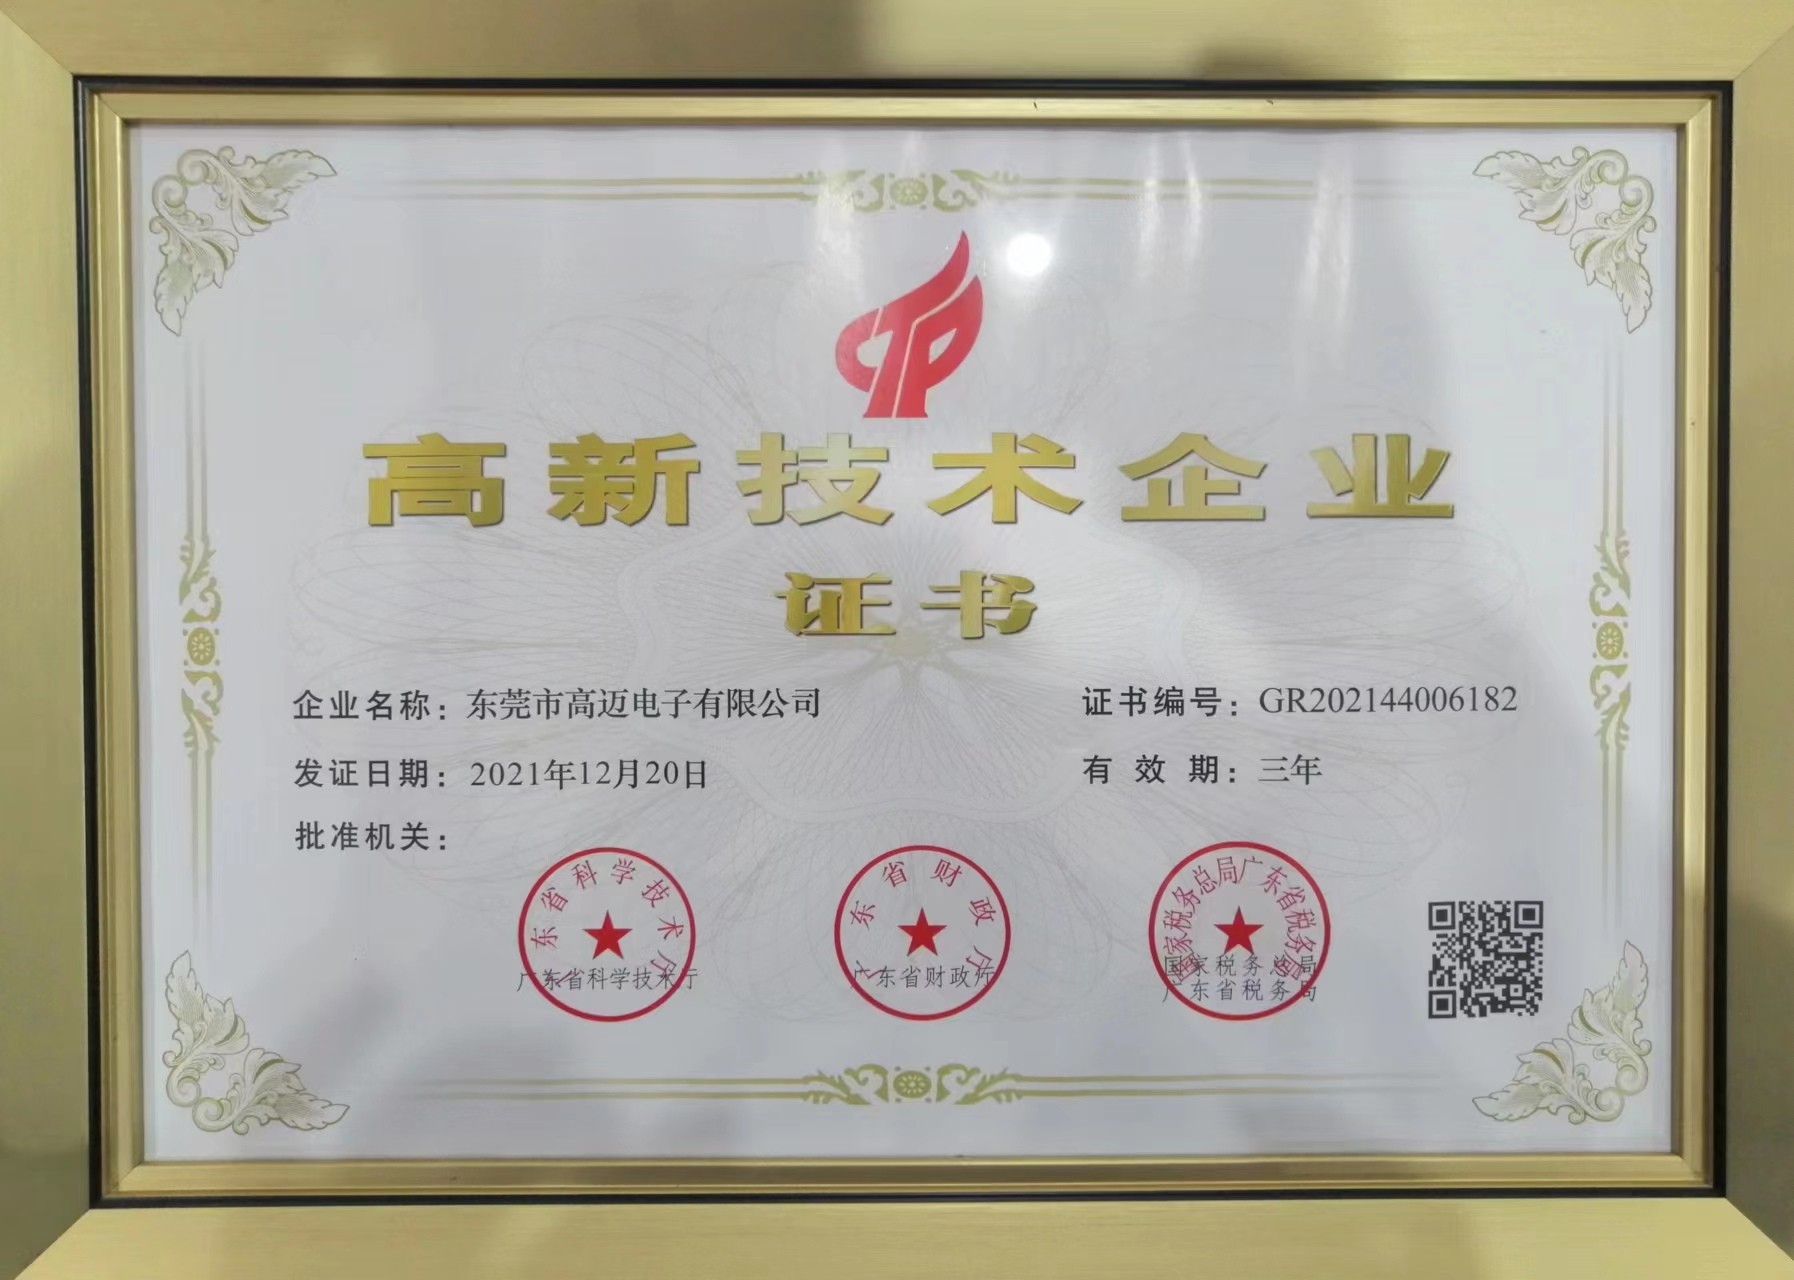 高新技术企业
证书
企业名称：东莞市高迈电子有限公司
证书编号：GR202144006182
发证日期：2021年12月20日
有 效 期：三年
批准机关：
广东省科学技术厅
广东省科学技术厅
广东省财政厅
广东省财政厅
国家税务总局广东省税务局
国家税务总局
广东省税务局